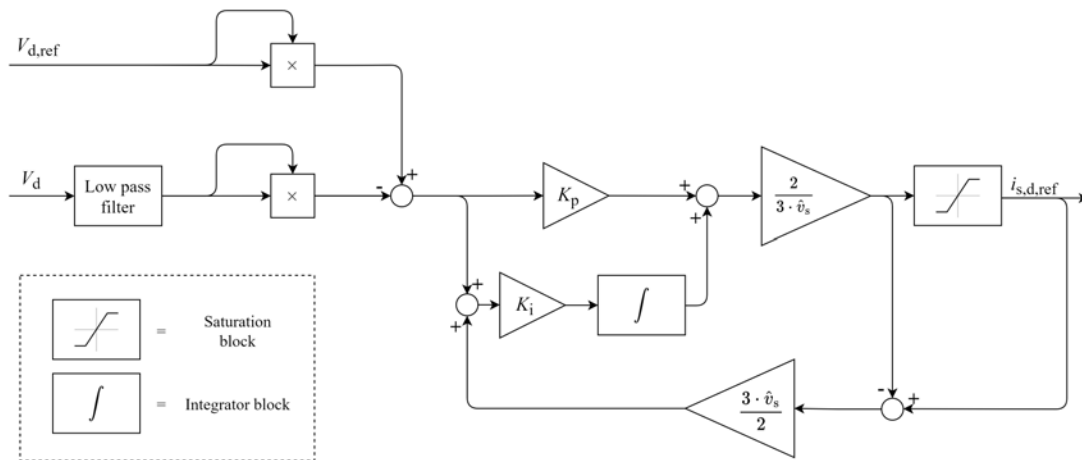 V_d,ref
×
V_d
Low pass
filter
×
-
+
K_p
+
+
2
3 · v̂_s
i_s,d,ref
+
+
K_i
∫
3 · v̂_s
2
-
+
=
Saturation
block
∫
=
Integrator block